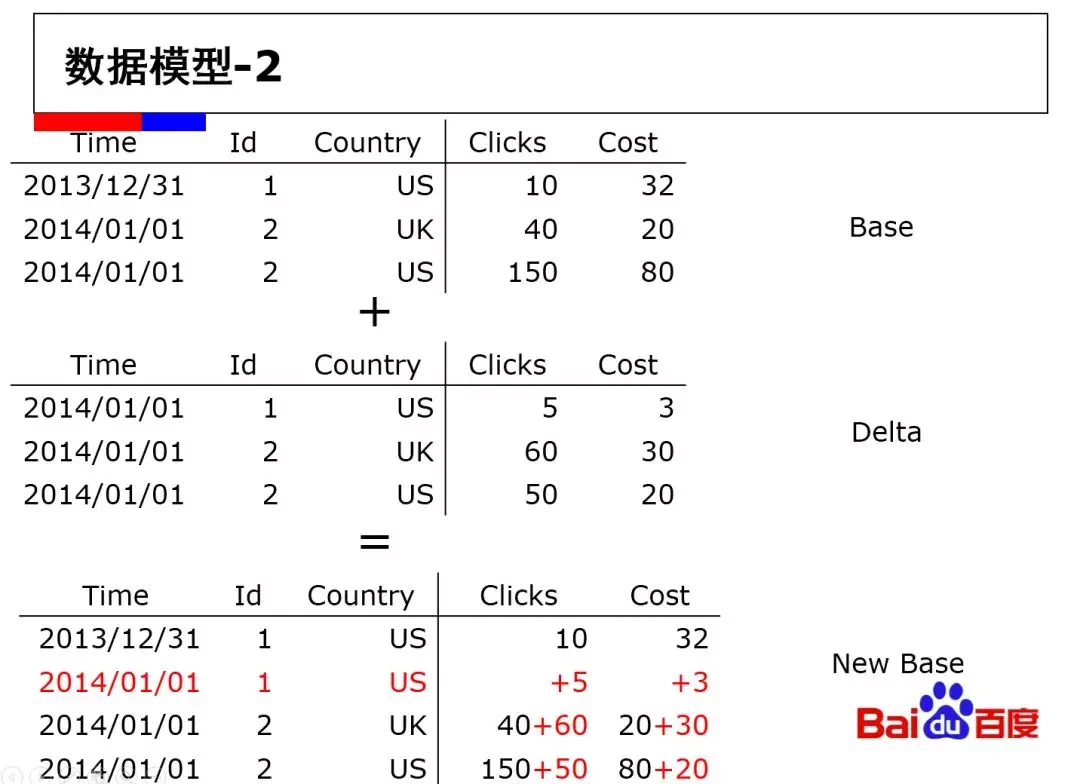 数据模型-2
Time Id Country Clicks Cost
2013/12/31 1 US 10 32
2014/01/01 2 UK 40 20
2014/01/01 2 US 150 80
Base
+
Time Id Country Clicks Cost
2014/01/01 1 US 5 3
2014/01/01 2 UK 60 30
2014/01/01 2 US 50 20
Delta
=
Time Id Country Clicks Cost
2013/12/31 1 US 10 32
2014/01/01 1 US +5 +3
2014/01/01 2 UK 40+60 20+30
2014/01/01 2 US 150+50 80+20
New Base
Bai du 百度